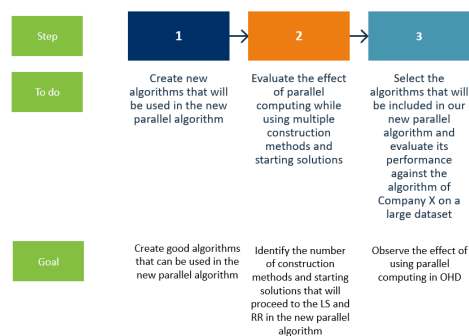 Step
1
2
3
To do
Create new
algorithms that will
be used in the new
parallel algorithm
Evaluate the effect
of parallel
computing while
using multiple
construction
methods and
starting solutions
Select the
algorithms that will
be included in our
new parallel
algorithm and
evaluate its
performance
against the
algorithm of
Company X on a
large dataset
Goal
Create good algorithms
that can be used in the
new parallel algorithm
Identify the number
of construction
methods and starting
solutions that will
proceed to the LS and
RR in the new parallel
algorithm
Observe the effect of
using parallel
computing in OHD